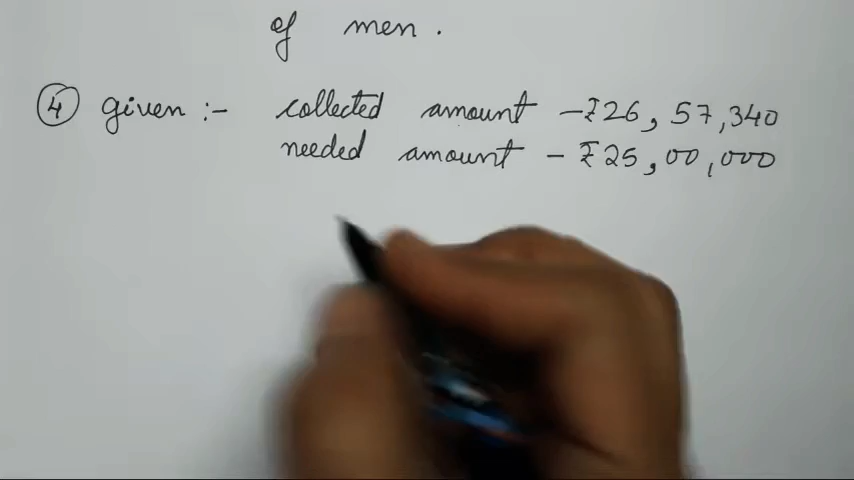 of men.
④ given :- collected amount - ₹26,57,340
needed amount - ₹25,00,000